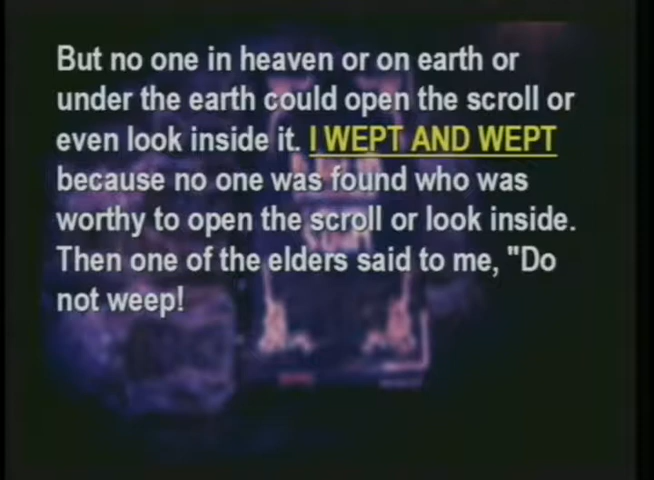 But no one in heaven or on earth or
under the earth could open the scroll or
even look inside it. I WEPT AND WEPT
because no one was found who was
worthy to open the scroll or look inside.
Then one of the elders said to me, "Do
not weep!